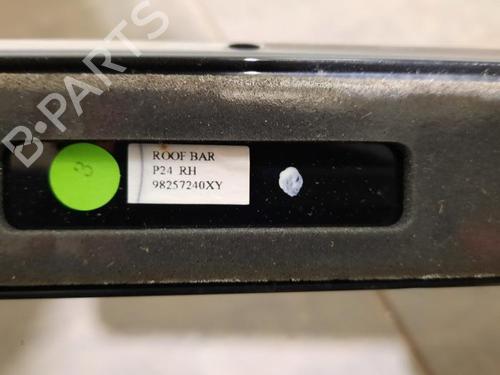 B-PARTS
3
ROOF BAR
P24 RH
98257240XY